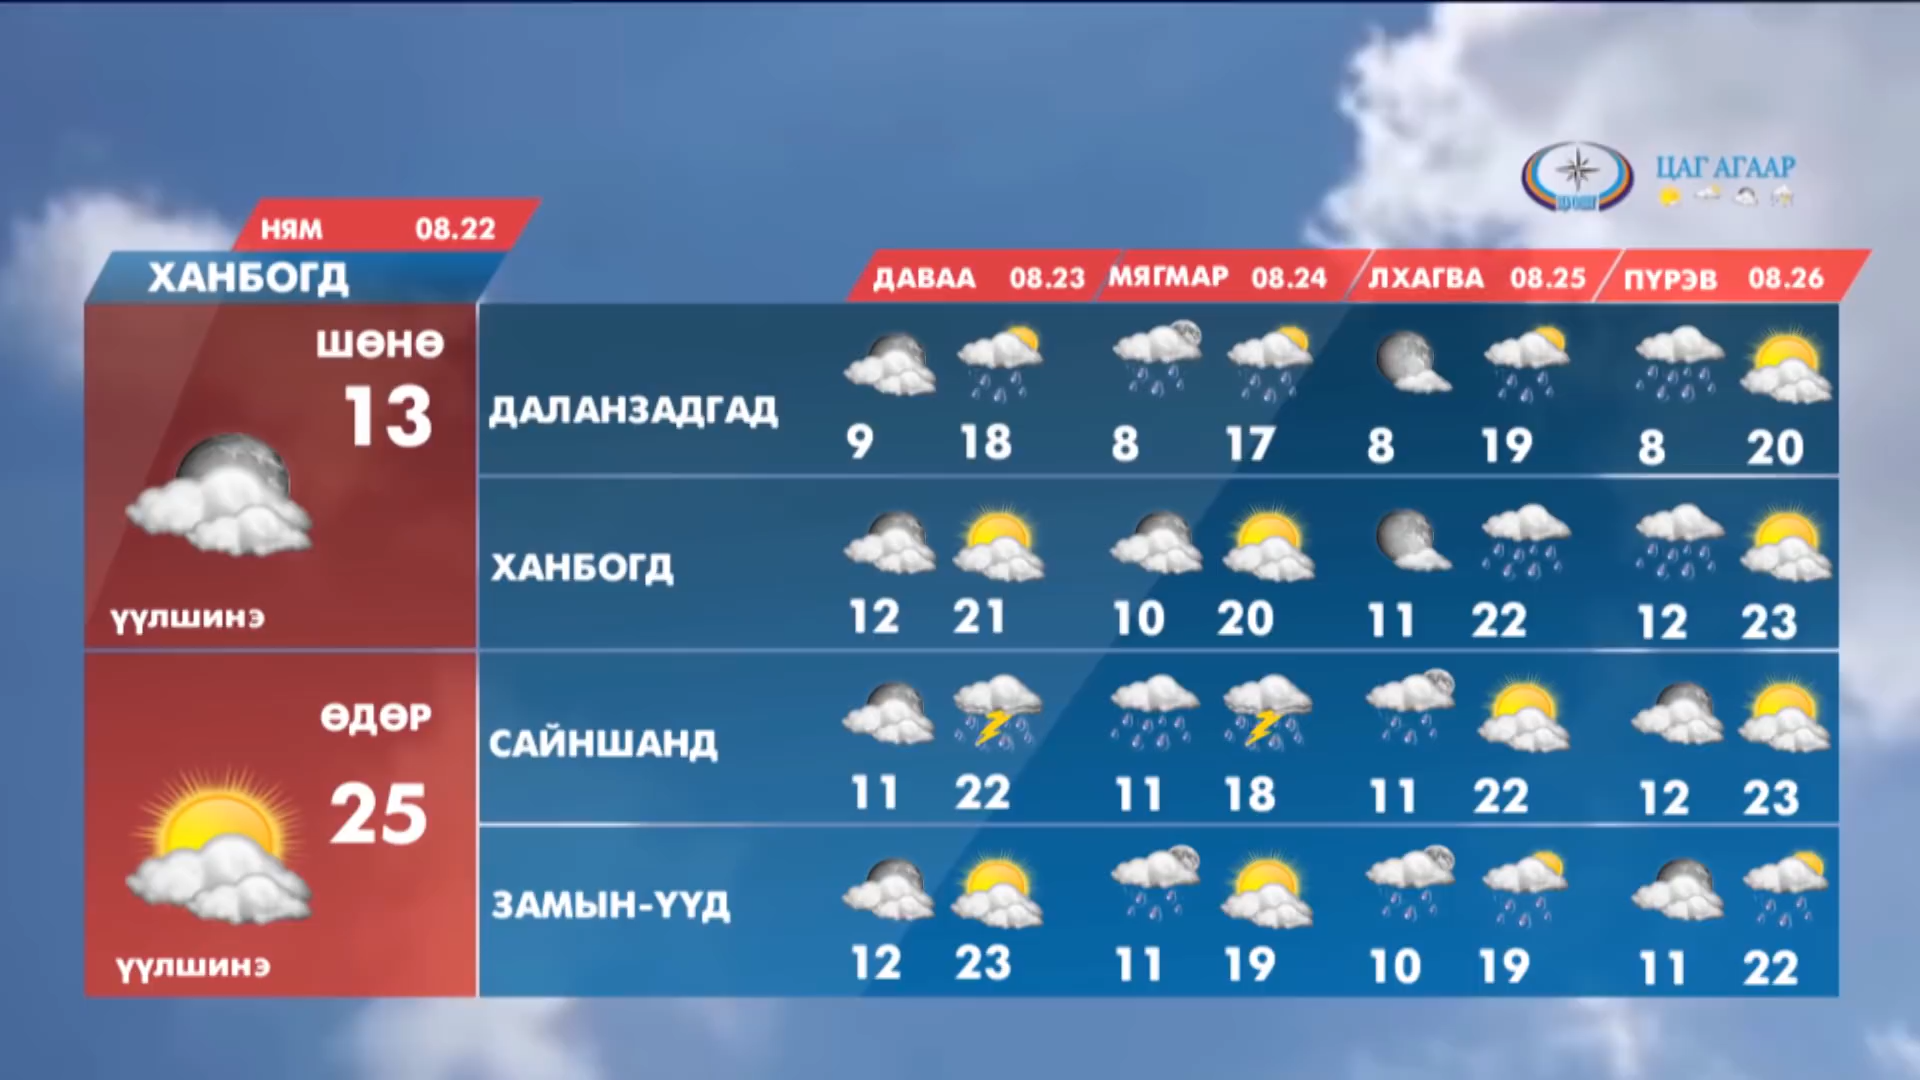 ЦАГ АГААР
НЯМ 08.22
ХАНБОГД
ШӨНӨ
13
үүлшинэ
ӨДӨР
25
үүлшинэ
ДАВАА 08.23 МЯГМАР 08.24 ЛХАГВА 08.25 ПҮРЭВ 08.26
ДАЛАНЗАДГАД 9 18 8 17 8 19 8 20
ХАНБОГД 12 21 10 20 11 22 12 23
САЙНШАНД 11 22 11 18 11 22 12 23
ЗАМЫН-ҮҮД 12 23 11 19 10 19 11 22